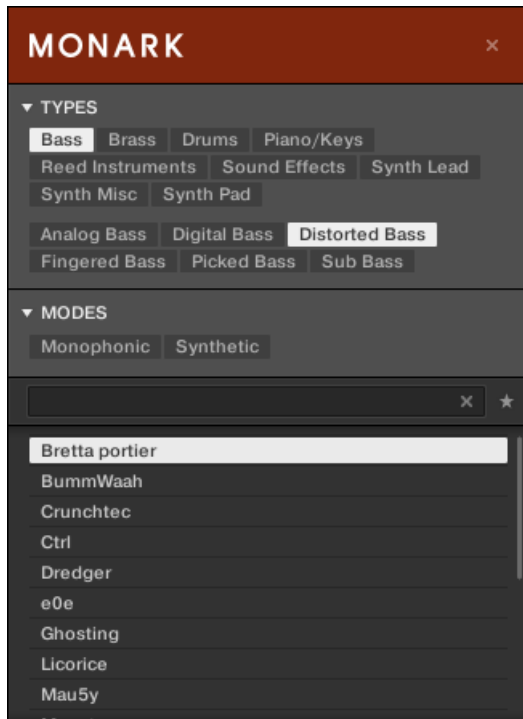 MONARK
TYPES
Bass Brass Drums Piano/Keys
Reed Instruments Sound Effects Synth Lead
Synth Misc Synth Pad
Analog Bass Digital Bass Distorted Bass
Fingered Bass Picked Bass Sub Bass
MODES
Monophonic Synthetic
Bretta portier
BummWaah
Crunchtec
Ctrl
Dredger
e0e
Ghosting
Licorice
Mau5y